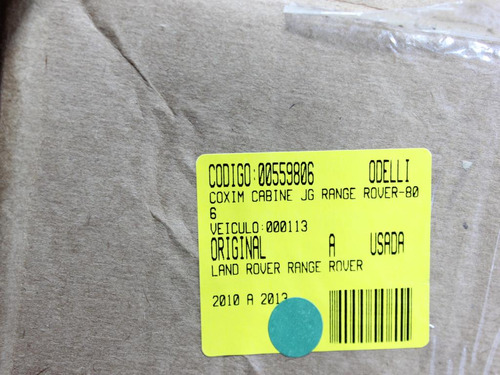 CODIGO:00559806 ODELLI
COXIM CABINE JG RANGE ROVER-80
6
VEICULO:000113
ORIGINAL A USADA
LAND ROVER RANGE ROVER
2010 A 2013